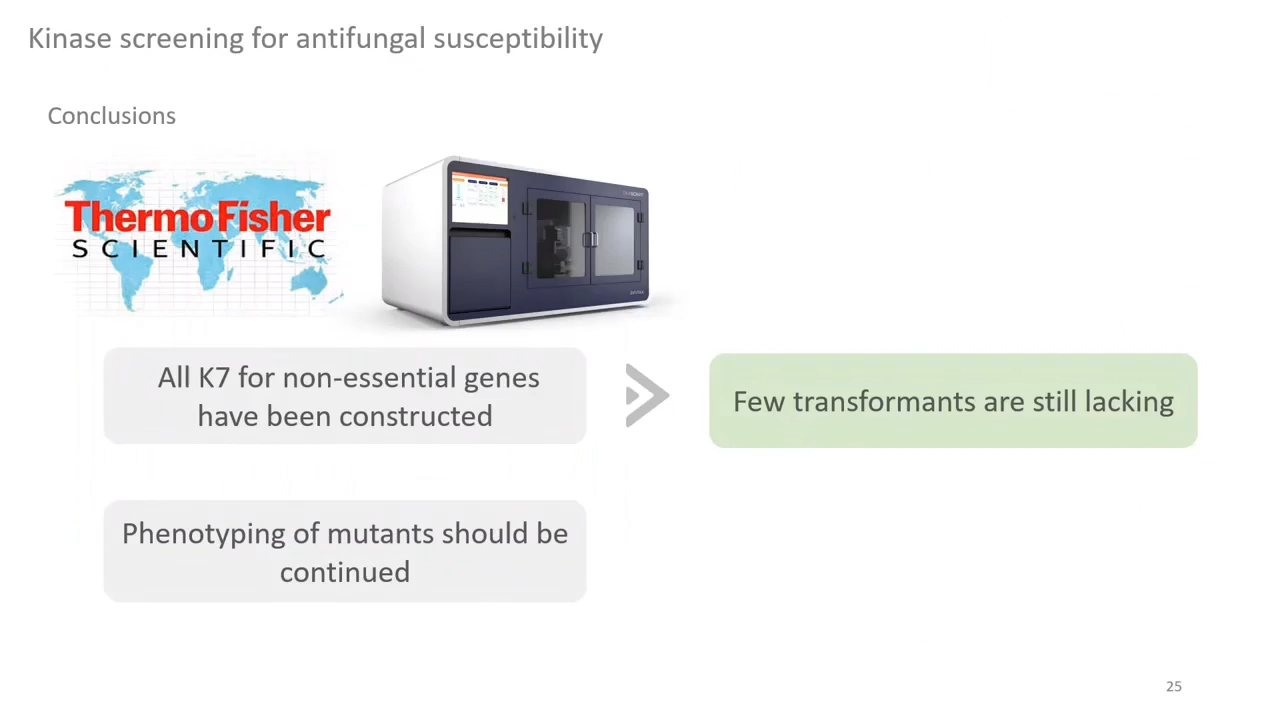 Kinase screening for antifungal susceptibility
Conclusions
ThermoFisher
SCIENTIFIC
All K7 for non-essential genes
have been constructed
Few transformants are still lacking
Phenotyping of mutants should be
continued
25